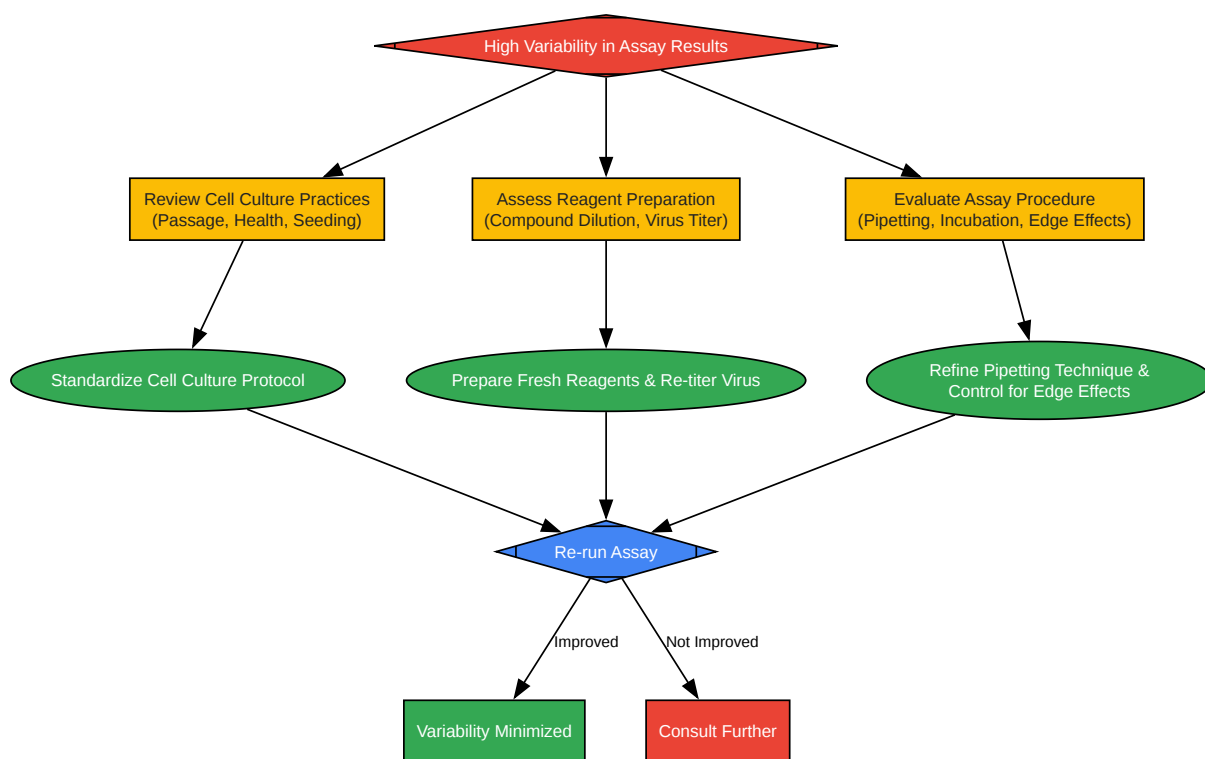 High Variability in Assay Results
Review Cell Culture Practices
(Passage, Health, Seeding)
Assess Reagent Preparation
(Compound Dilution, Virus Titer)
Evaluate Assay Procedure
(Pipetting, Incubation, Edge Effects)
Standardize Cell Culture Protocol
Prepare Fresh Reagents & Re-titer Virus
Refine Pipetting Technique &
Control for Edge Effects
Re-run Assay
Improved
Not Improved
Variability Minimized
Consult Further